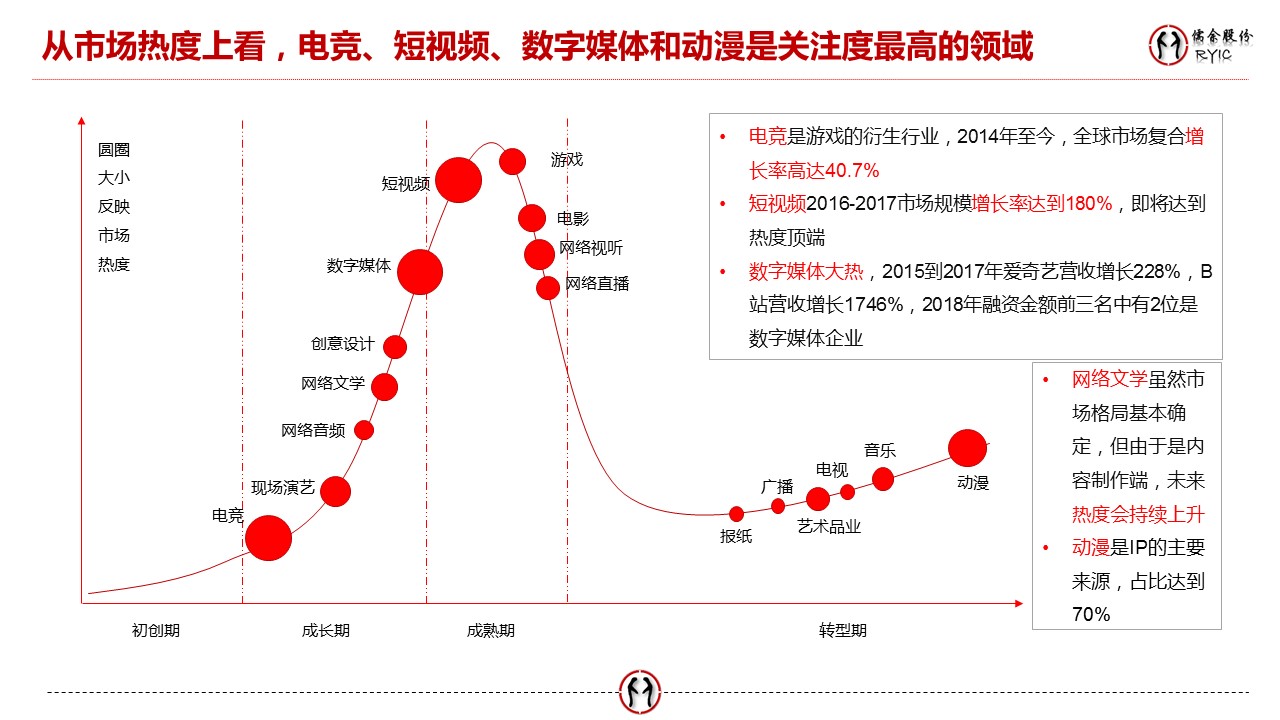 从市场热度上看，电竞、短视频、数字媒体和动漫是关注度最高的领域
儒佘股份
RYIC
圆圈
大小
反映
市场
热度
短视频
游戏
电影
网络视听
网络直播
数字媒体
创意设计
网络文学
网络音频
现场演艺
电竞
报纸
广播
艺术品业
电视
音乐
动漫
初创期
成长期
成熟期
转型期
• 电竞是游戏的衍生行业，2014年至今，全球市场复合增
长率高达40.7%
• 短视频2016-2017市场规模增长率达到180%，即将达到
热度顶端
• 数字媒体大热，2015到2017年爱奇艺营收增长228%，B
站营收增长1746%，2018年融资金额前三名中有2位是
数字媒体企业
• 网络文学虽然市
场格局基本确
定，但由于是内
容制作端，未来
热度会持续上升
• 动漫是IP的主要
来源，占比达到
70%